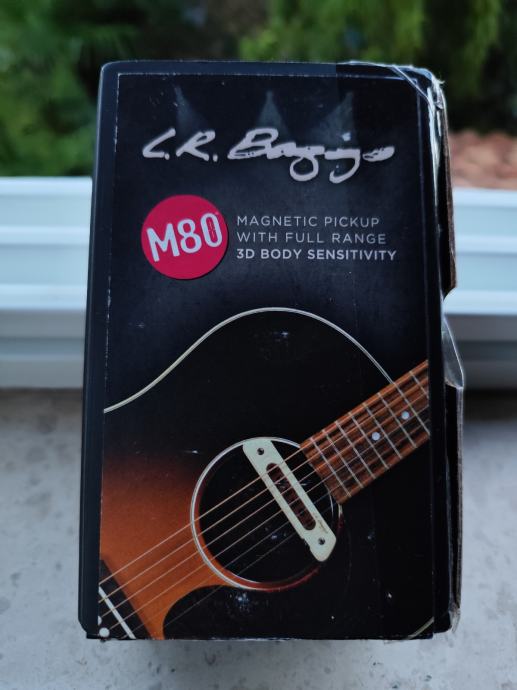 L.R. Baggs
M80
MAGNETIC PICKUP
WITH FULL RANGE
3D BODY SENSITIVITY